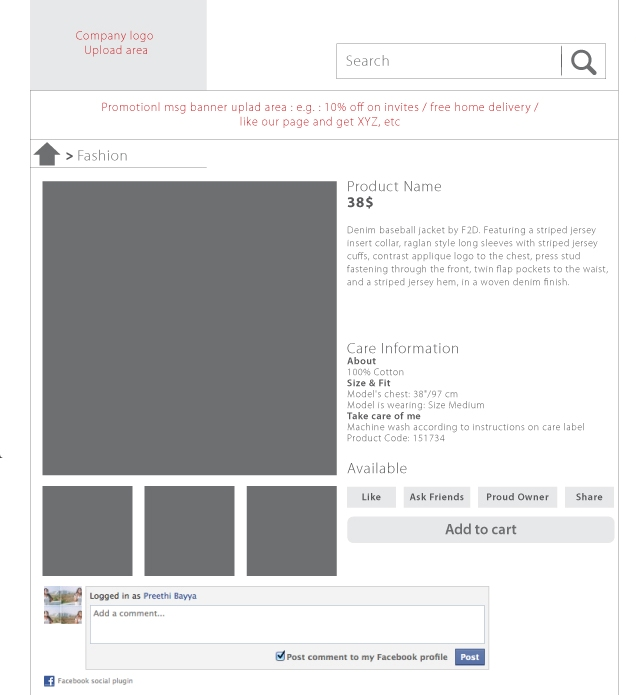 Company logo
Upload area
Search
Promotionl msg banner uplad area : e.g. : 10% off on invites / free home delivery /
like our page and get XYZ, etc
> Fashion
Product Name
38$
Denim baseball jacket by F2D. Featuring a striped jersey
insert collar, raglan style long sleeves with striped jersey
cuffs, contrast applique logo to the chest, press stud
fastening through the front, twin flap pockets to the waist,
and a striped jersey hem, in a woven denim finish.
Care Information
About
100% Cotton
Size & Fit
Model's chest: 38"/97 cm
Model is wearing: Size Medium
Take care of me
Machine wash according to instructions on care label
Product Code: 151734
Available
Like Ask Friends Proud Owner Share
Add to cart
Logged in as Preethi Bayya
Add a comment...
Post comment to my Facebook profile Post
f Facebook social plugin